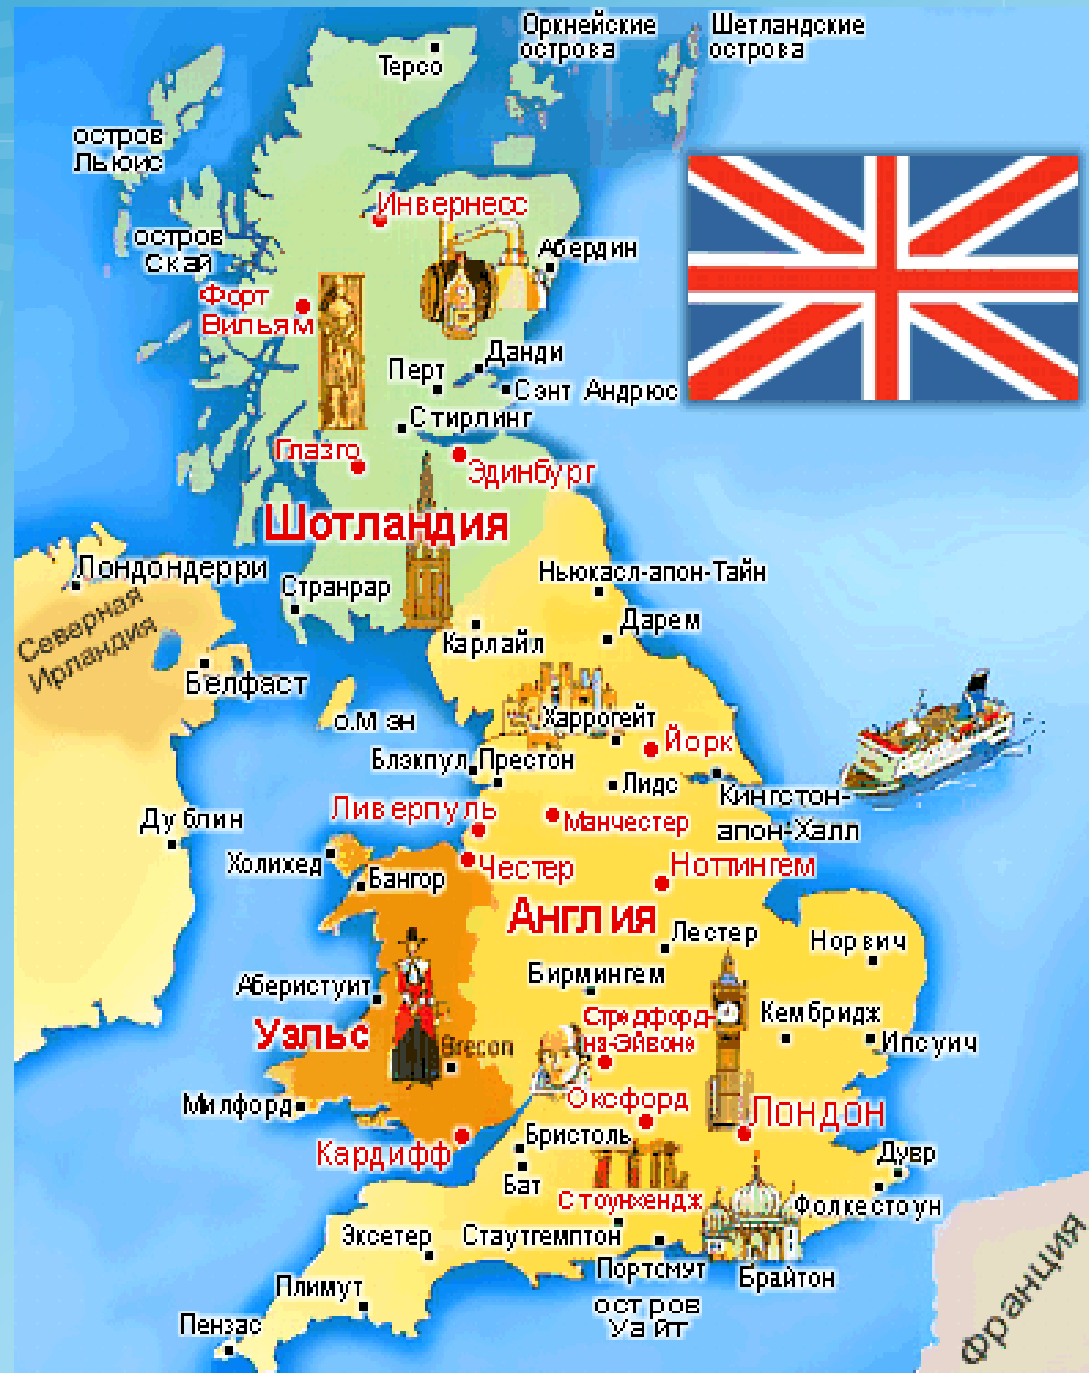 Оркнейские
острова
Шетландские
острова
Терсо
остров
Льюис
Инвернесс
остров
Скай
Абердин
Форт
Вильям
Данди
Перт
Сэнт Андрюс
Стирлинг
Глазго
Эдинбург
Шотландия
Лондондерри
Северная
Ирландия
Странрар
Ньюкасл-апон-Тайн
Дарем
Карлайл
Белфаст
о.Мэн
Харрогейт
Йорк
Блэкпул
Престон
Лидс
Кингстон-
апон-Халл
Ливерпуль
Манчестер
Дублин
Холихед
Бангор
Честер
Ноттингем
Англия
Лестер
Норвич
Бирмингем
Аберистуит
Уэльс
Стредфорд-
на-Эйвоне
Кембридж
Ипсуич
Brecon
Милфорд
Оксфорд
Лондон
Кардифф
Бристоль
Дувр
Бат
Стоунхендж
Фолкестоун
Эксетер
Стаутгемптон
Портсмут
Брайтон
Плимут
остров
Уайт
Пензас
Франция